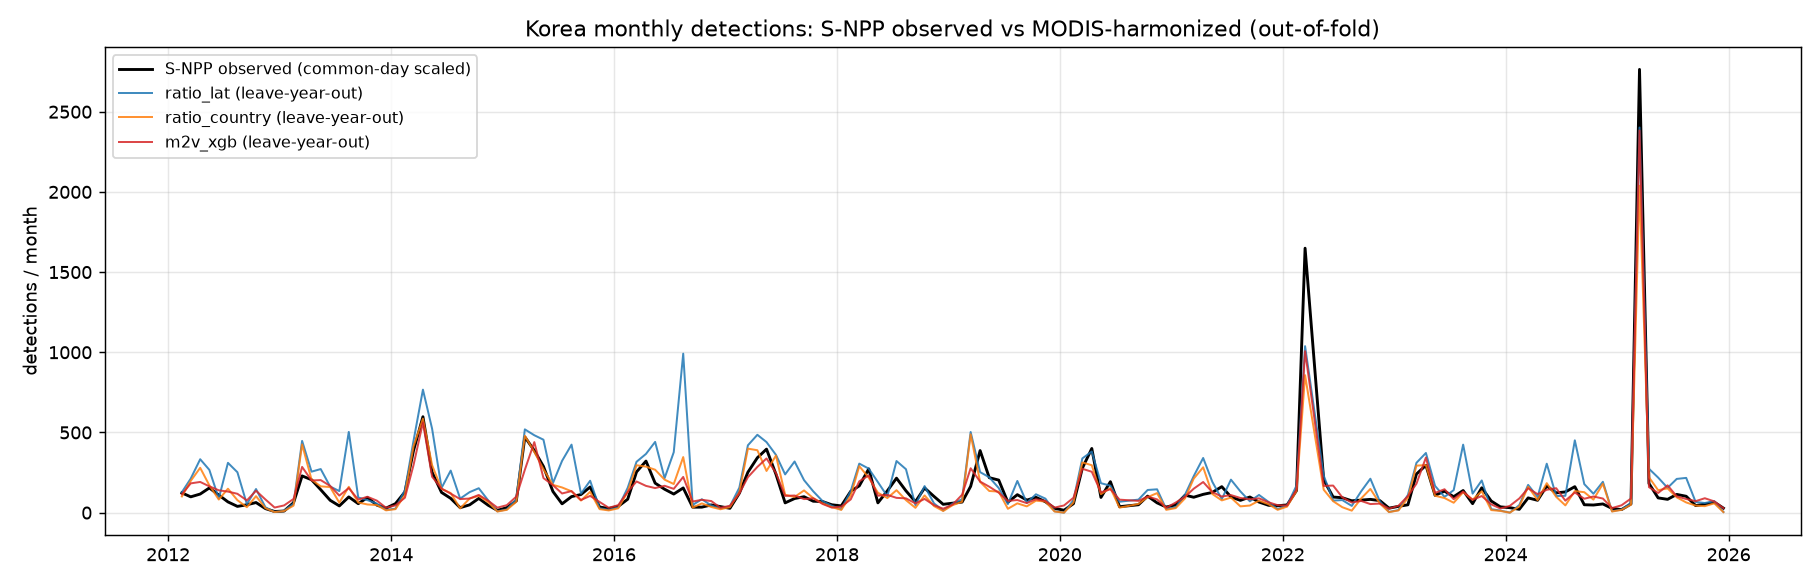 Korea monthly detections: S-NPP observed vs MODIS-harmonized (out-of-fold)
S-NPP observed (common-day scaled)
ratio_lat (leave-year-out)
ratio_country (leave-year-out)
m2v_xgb (leave-year-out)
detections / month
2500
2000
1500
1000
500
0
2012 2014 2016 2018 2020 2022 2024 2026